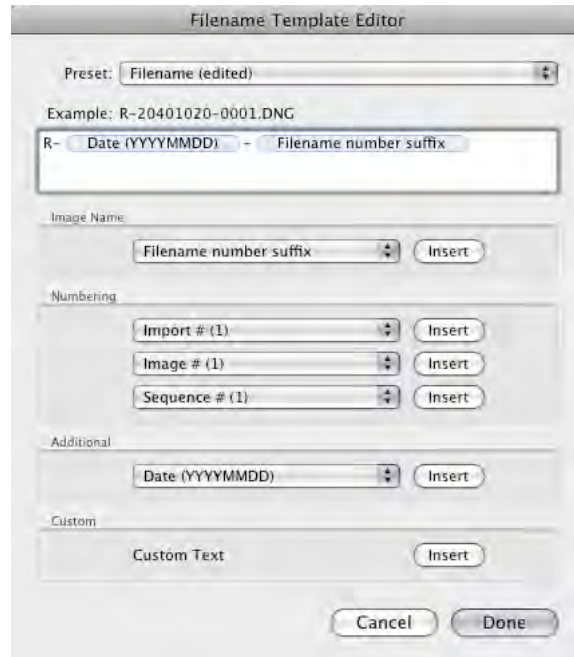 Filename Template Editor
Preset: Filename (edited)
Example: R-20401020-0001.DNG
R- Date (YYYYMMDD) - Filename number suffix
Image Name
Filename number suffix Insert
Numbering
Import # (1) Insert
Image # (1) Insert
Sequence # (1) Insert
Additional
Date (YYYYMMDD) Insert
Custom
Custom Text Insert
Cancel Done